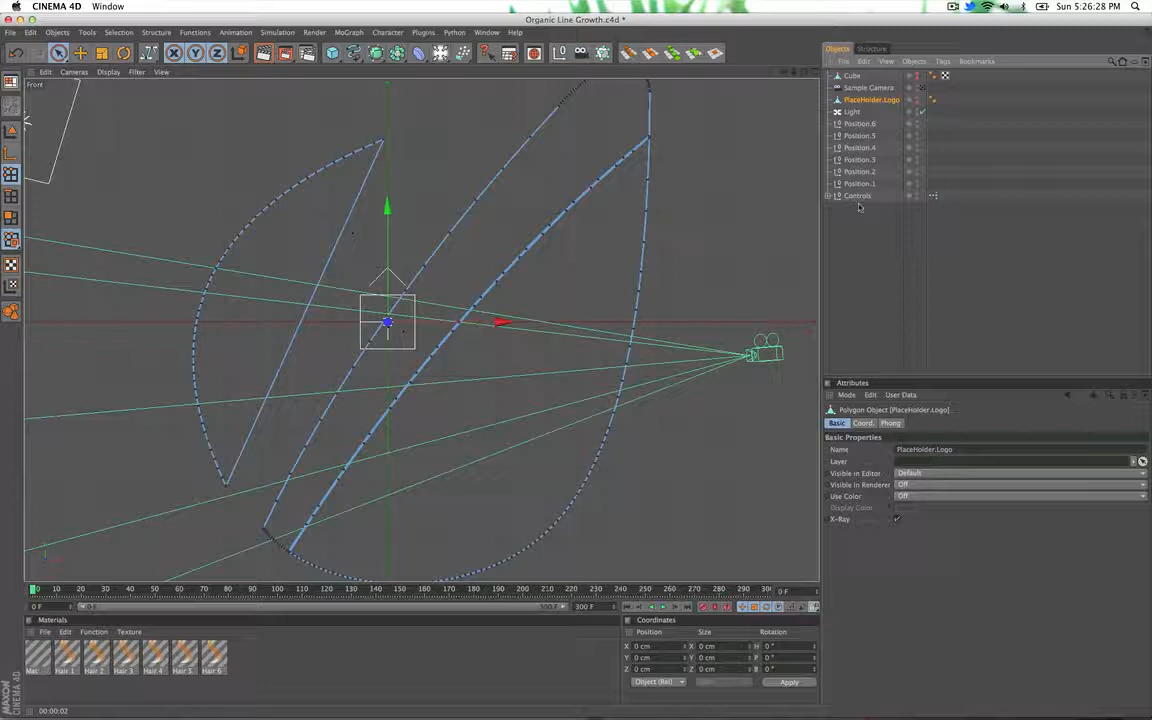 CINEMA 4D Window
Sun 5:26:28 PM
Organic Line Growth.c4d *
File Edit Objects Tools Selection Structure Functions Animation Simulation Render MoGraph Character Plugins Python Window Help
Objects Structure
File Edit View Objects Tags Bookmarks
Edit Cameras Display Filter View
Front
Cube
Sample Camera
PlaceHolder.Logo
Light
Position.6
Position.5
Position.4
Position.3
Position.2
Position.1
Controls
Attributes
Mode Edit User Data
Polygon Object [PlaceHolder.Logo]
Basic Coord. Phong
Basic Properties
Name PlaceHolder.Logo
Layer
Visible in Editor Default
Visible in Renderer Off
Use Color Off
Display Color
X-Ray
0 10 20 30 40 50 60 70 80 90 100 110 120 130 140 150 160 170 180 190 200 210 220 230 240 250 260 270 280 290 300
0 F
0 F 0 F 300 F 300 F
Materials
File Edit Function Texture
Mac Hair 1 Hair 2 Hair 3 Hair 4 Hair 5 Hair 6
Coordinates
Position Size Rotation
X 0 cm X 0 cm H 0 °
Y 0 cm Y 0 cm P 0 °
Z 0 cm Z 0 cm B 0 °
Object (Rel) Apply
MAXON CINEMA 4D
00:00:02